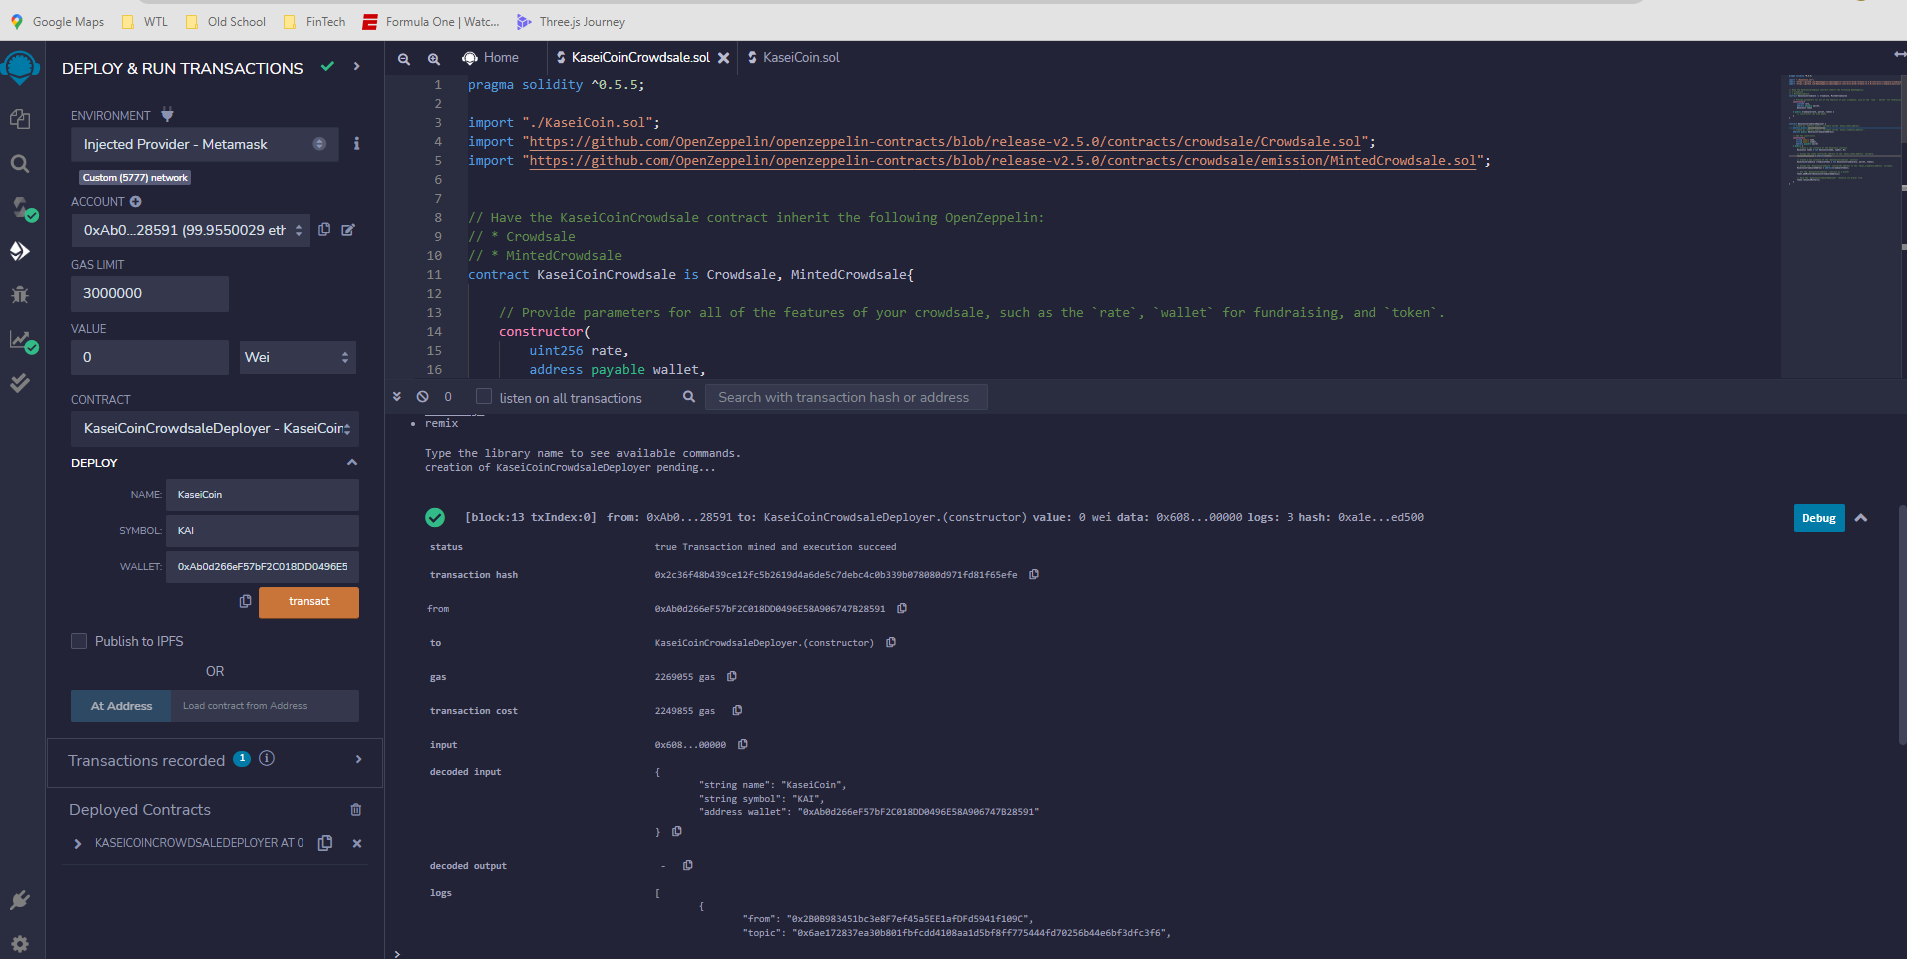 Google Maps WTL Old School FinTech Formula One | Watc... Three.js Journey
DEPLOY & RUN TRANSACTIONS
ENVIRONMENT
Injected Provider - Metamask
Custom (5777) network
ACCOUNT
0xAb0...28591 (99.9550029 eth
GAS LIMIT
3000000
VALUE
0 Wei
CONTRACT
KaseiCoinCrowdsaleDeployer - KaseiCoin
DEPLOY
NAME: KaseiCoin
SYMBOL: KAI
WALLET: 0xAb0d266eF57bF2C018DD0496E5
transact
Publish to IPFS
OR
At Address Load contract from Address
Transactions recorded 1
Deployed Contracts
KASEICOINCROWDSALEDEPLOYER AT 0
Home KaseiCoinCrowdsale.sol KaseiCoin.sol
1 pragma solidity ^0.5.5;
2
3 import "./KaseiCoin.sol";
4 import "https://github.com/OpenZeppelin/openzeppelin-contracts/blob/release-v2.5.0/contracts/crowdsale/Crowdsale.sol";
5 import "https://github.com/OpenZeppelin/openzeppelin-contracts/blob/release-v2.5.0/contracts/crowdsale/emission/MintedCrowdsale.sol";
6
7
8 // Have the KaseiCoinCrowdsale contract inherit the following OpenZeppelin:
9 // * Crowdsale
10 // * MintedCrowdsale
11 contract KaseiCoinCrowdsale is Crowdsale, MintedCrowdsale{
12
13 // Provide parameters for all of the features of your crowdsale, such as the `rate`, `wallet` for fundraising, and `token`.
14 constructor(
15 uint256 rate,
16 address payable wallet,
0 listen on all transactions Search with transaction hash or address
• remix
Type the library name to see available commands.
creation of KaseiCoinCrowdsaleDeployer pending...
[block:13 txIndex:0] from: 0xAb0...28591 to: KaseiCoinCrowdsaleDeployer.(constructor) value: 0 wei data: 0x608...00000 logs: 3 hash: 0xa1e...ed500 Debug
status true Transaction mined and execution succeed
transaction hash 0x2c36f48b439ce12fc5b2619d4a6de5c7debc4c0b339b078080d971fd81f65efe
from 0xAb0d266eF57bF2C018DD0496E58A906747B28591
to KaseiCoinCrowdsaleDeployer.(constructor)
gas 2269055 gas
transaction cost 2249855 gas
input 0x608...00000
decoded input {
"string name": "KaseiCoin",
"string symbol": "KAI",
"address wallet": "0xAb0d266eF57bF2C018DD0496E58A906747B28591"
}
decoded output -
logs [
{
"from": "0x2B0B983451bc3e8F7ef45a5EE1afDFd5941f109C",
"topic": "0x6ae172837ea30b801fbfcdd4108aa1d5bf8ff775444fd70256b44e6bf3dfc3f6",
>